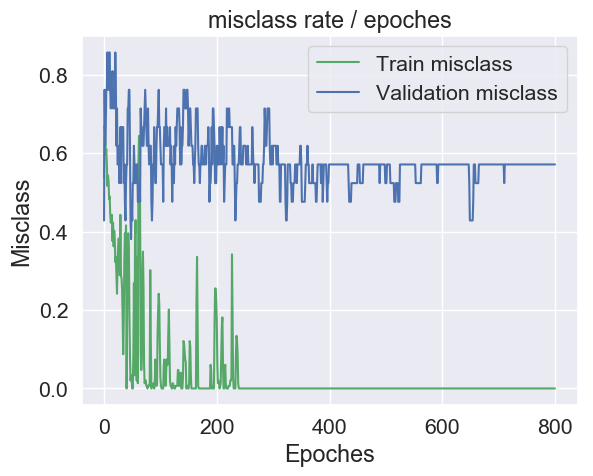 misclass rate / epoches
Train misclass
Validation misclass
Misclass
0.8
0.6
0.4
0.2
0.0
0
200
400
600
800
Epoches